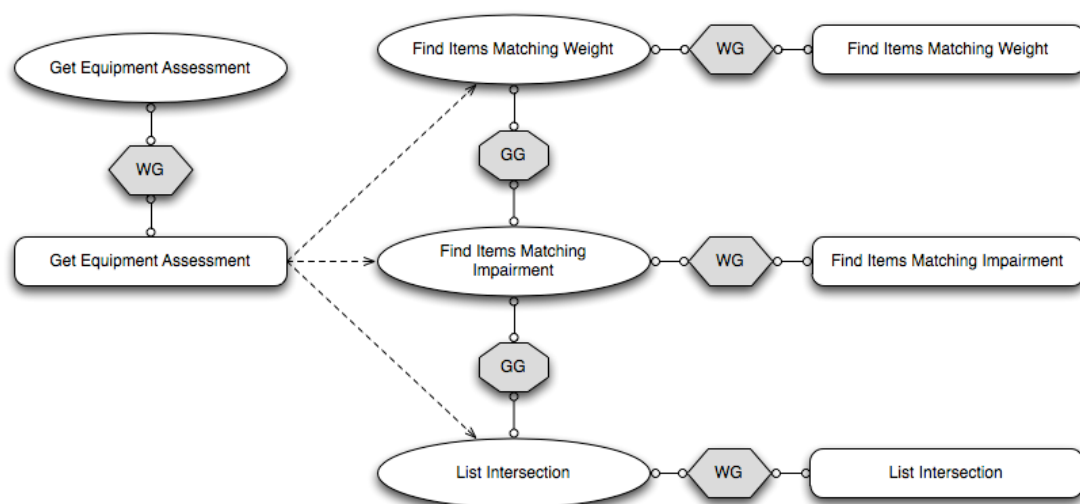 Get Equipment Assessment
WG
Get Equipment Assessment
Find Items Matching Weight
WG
Find Items Matching Weight
GG
Find Items Matching
Impairment
WG
Find Items Matching Impairment
GG
List Intersection
WG
List Intersection